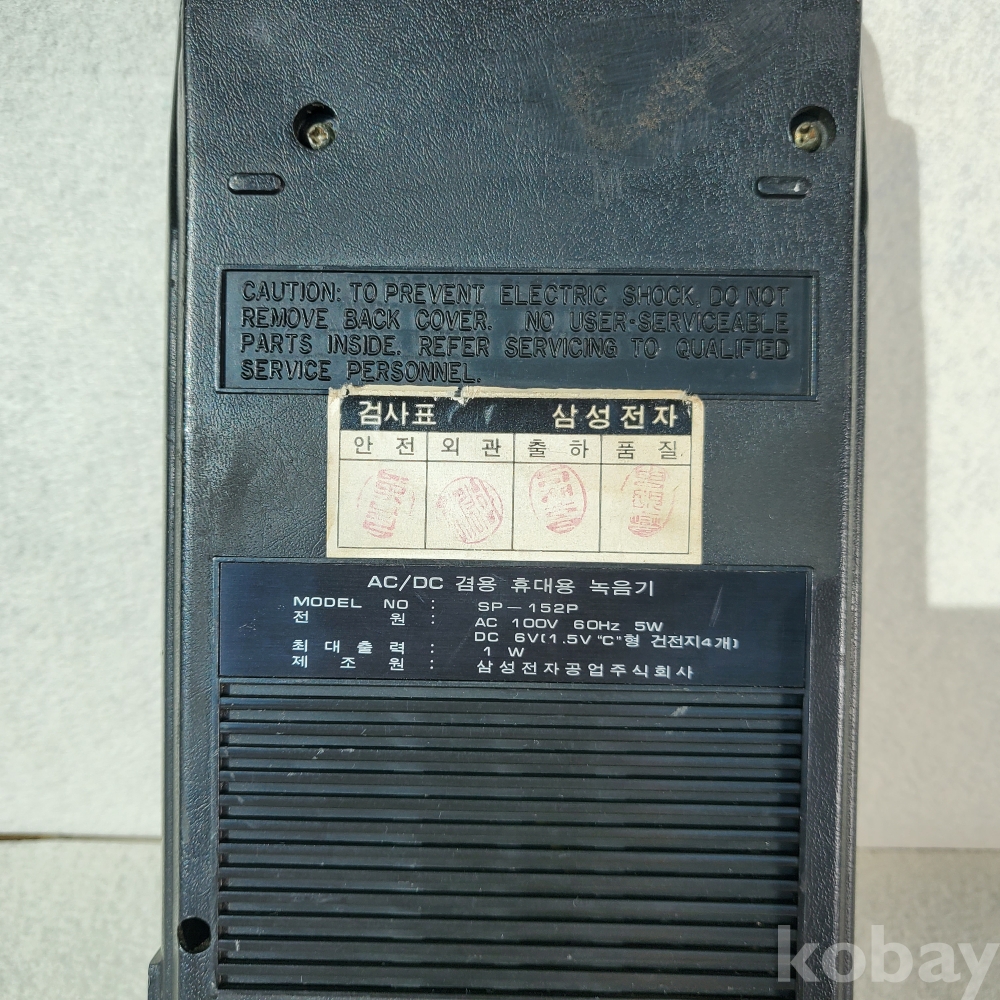 CAUTION: TO PREVENT ELECTRIC SHOCK, DO NOT
REMOVE BACK COVER. NO USER-SERVICEABLE
PARTS INSIDE. REFER SERVICING TO QUALIFIED
SERVICE PERSONNEL.
검사표 삼성전자
안전 외관 출하 품질
AC/DC 겸용 휴대용 녹음기
MODEL NO : SP-152P
전 원 : AC 100V 60Hz 5W
DC 6V(1.5V "C"형 건전지4개)
최대출력 : 1 W
제조원 : 삼성전자공업주식회사
kobay